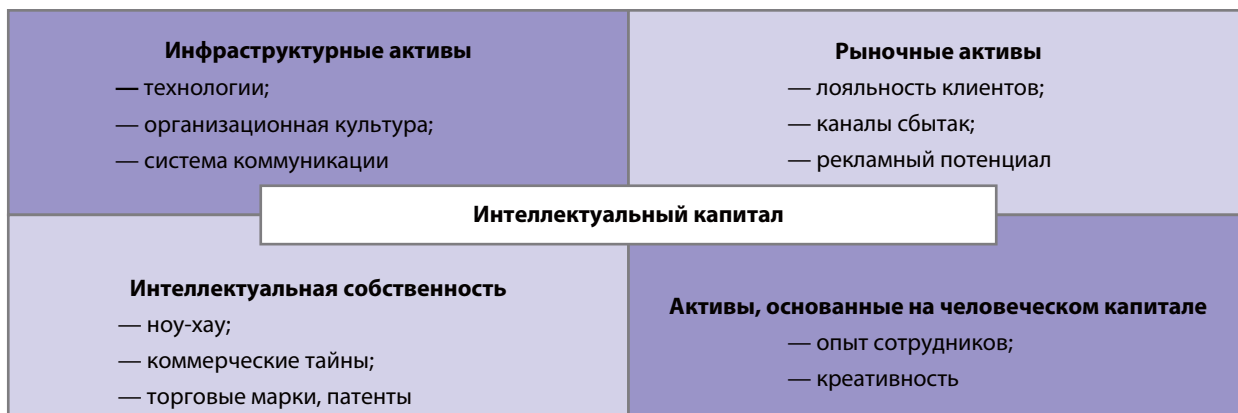 Инфраструктурные активы
— технологии;
— организационная культура;
— система коммуникации
Рыночные активы
— лояльность клиентов;
— каналы сбытак;
— рекламный потенциал
Интеллектуальный капитал
Интеллектуальная собственность
— ноу-хау;
— коммерческие тайны;
— торговые марки, патенты
Активы, основанные на человеческом капитале
— опыт сотрудников;
— креативность